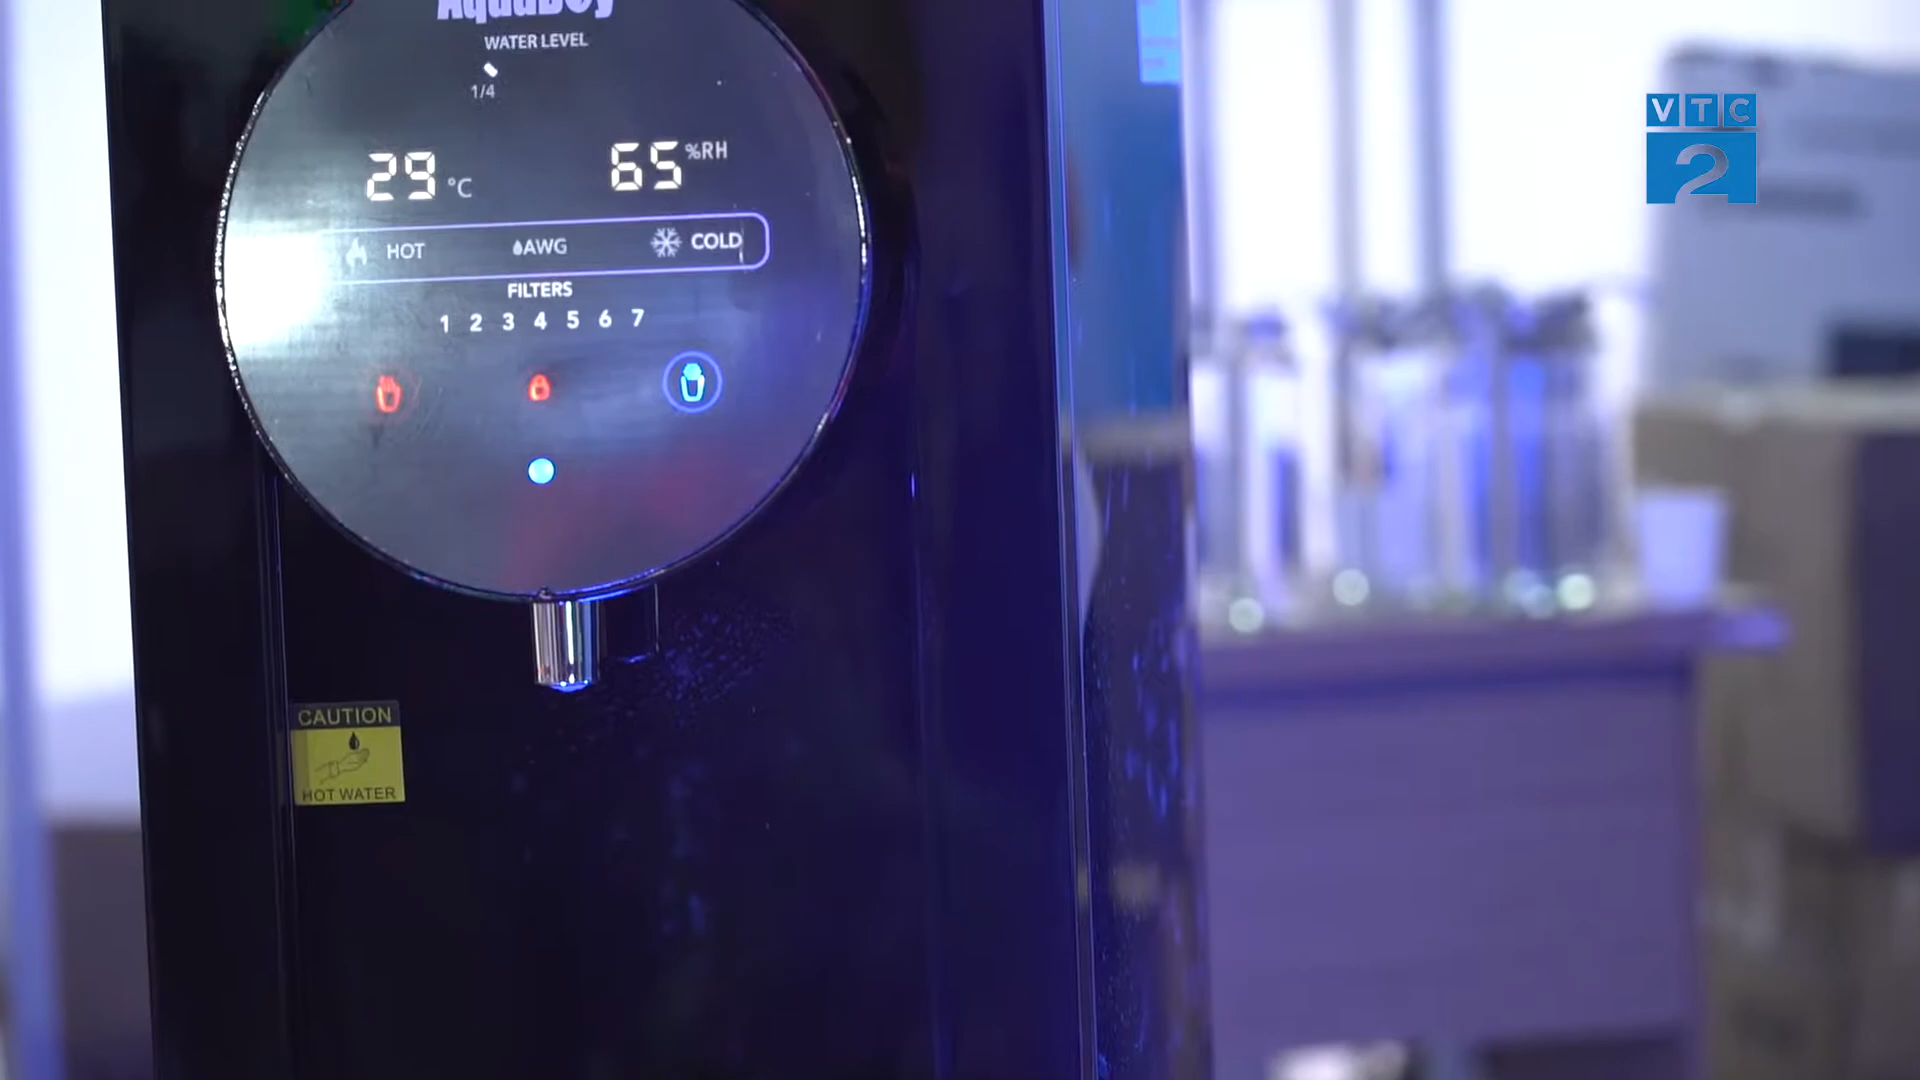 AquaBoy
WATER LEVEL
1/4
29 °C
65 %RH
HOT AWG COLD
FILTERS
1 2 3 4 5 6 7
CAUTION
HOT WATER
VTC
2